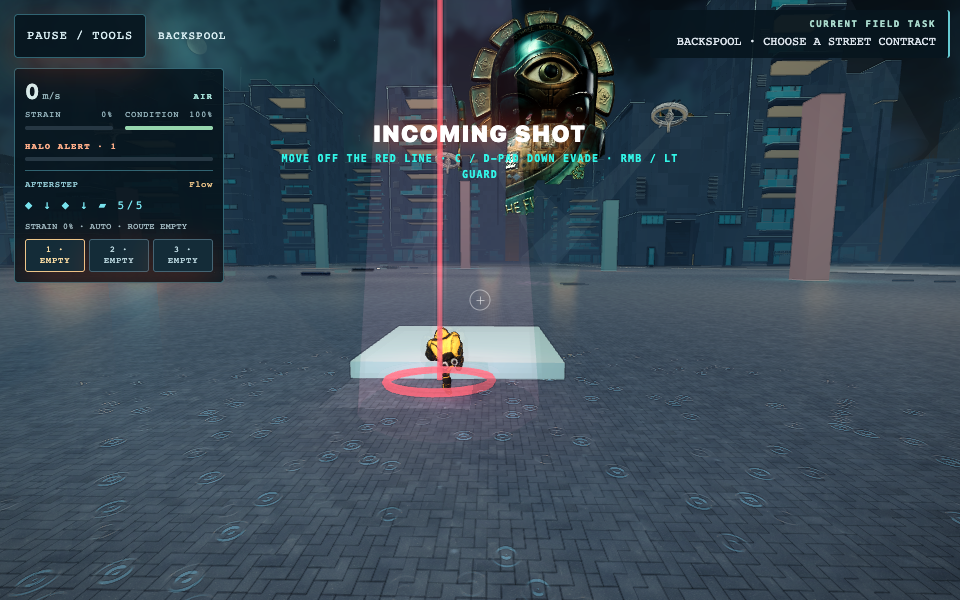 PAUSE / TOOLS
BACKSPOOL
CURRENT FIELD TASK
BACKSPOOL · CHOOSE A STREET CONTRACT
0 m/s
AIR
STRAIN 0%
CONDITION 100%
HALO ALERT · 1
AFTERSTEP
Flow
◆ ↓ ◆ ↓ ▰ 5/5
STRAIN 0% · AUTO · ROUTE EMPTY
1 · EMPTY
2 · EMPTY
3 · EMPTY
INCOMING SHOT
MOVE OFF THE RED LINE · C / D-PAD DOWN EVADE · RMB / LT
GUARD